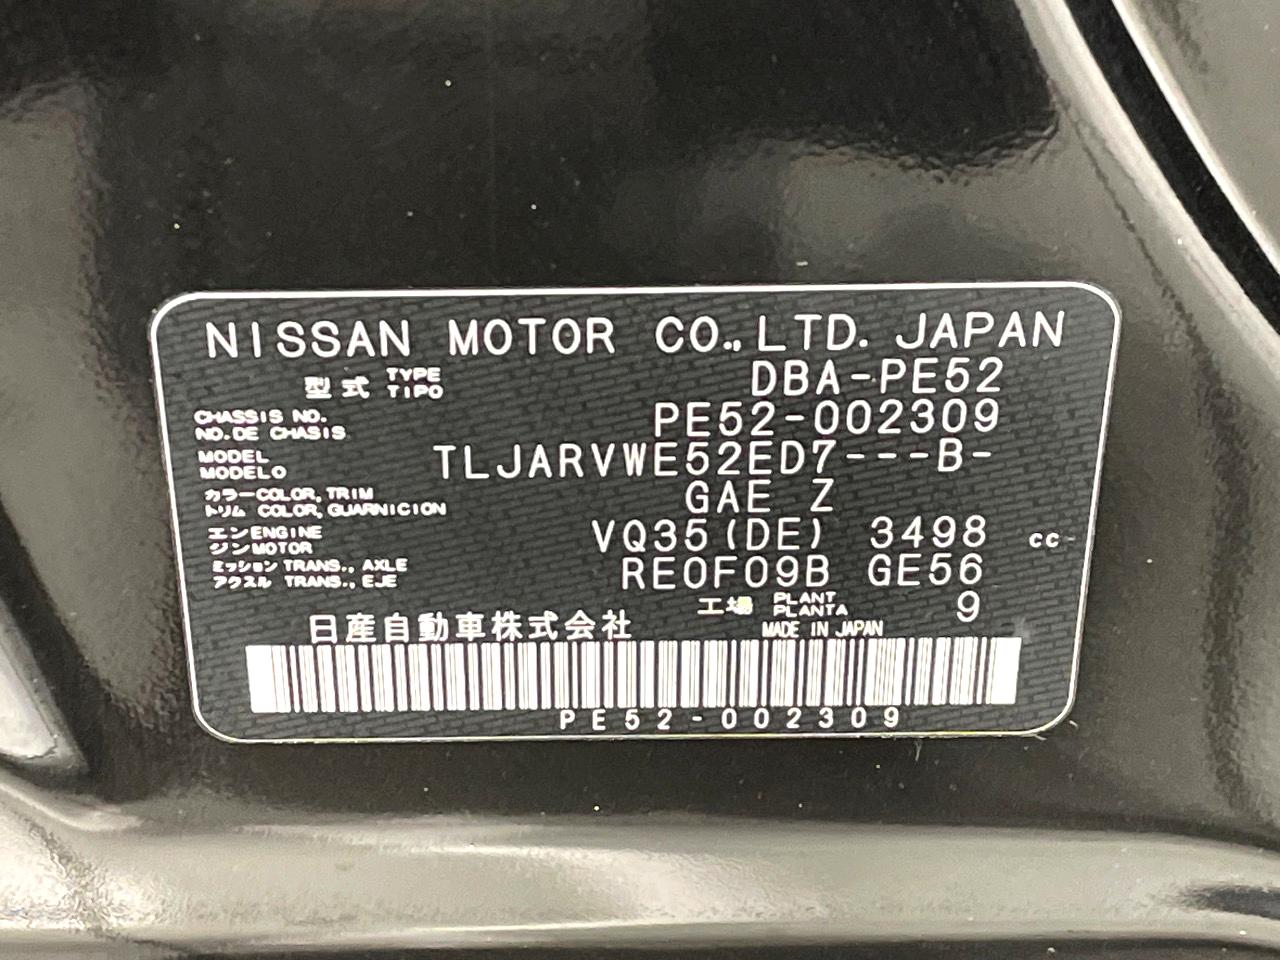 NISSAN MOTOR CO., LTD. JAPAN
型式 TYPE TIPO DBA-PE52
CHASSIS NO. NO. DE CHASIS PE52-002309
MODEL MODELO TLJARVWE52ED7---B-
カラー COLOR, TRIM トリム COLOR, GUARNICION GAE Z
エンジン ENGINE MOTOR VQ35(DE) 3498 cc
ミッション TRANS., AXLE アクスル TRANS., EJE RE0F09B GE56
工場 PLANT PLANTA 9
日産自動車株式会社 MADE IN JAPAN
PE52-002309